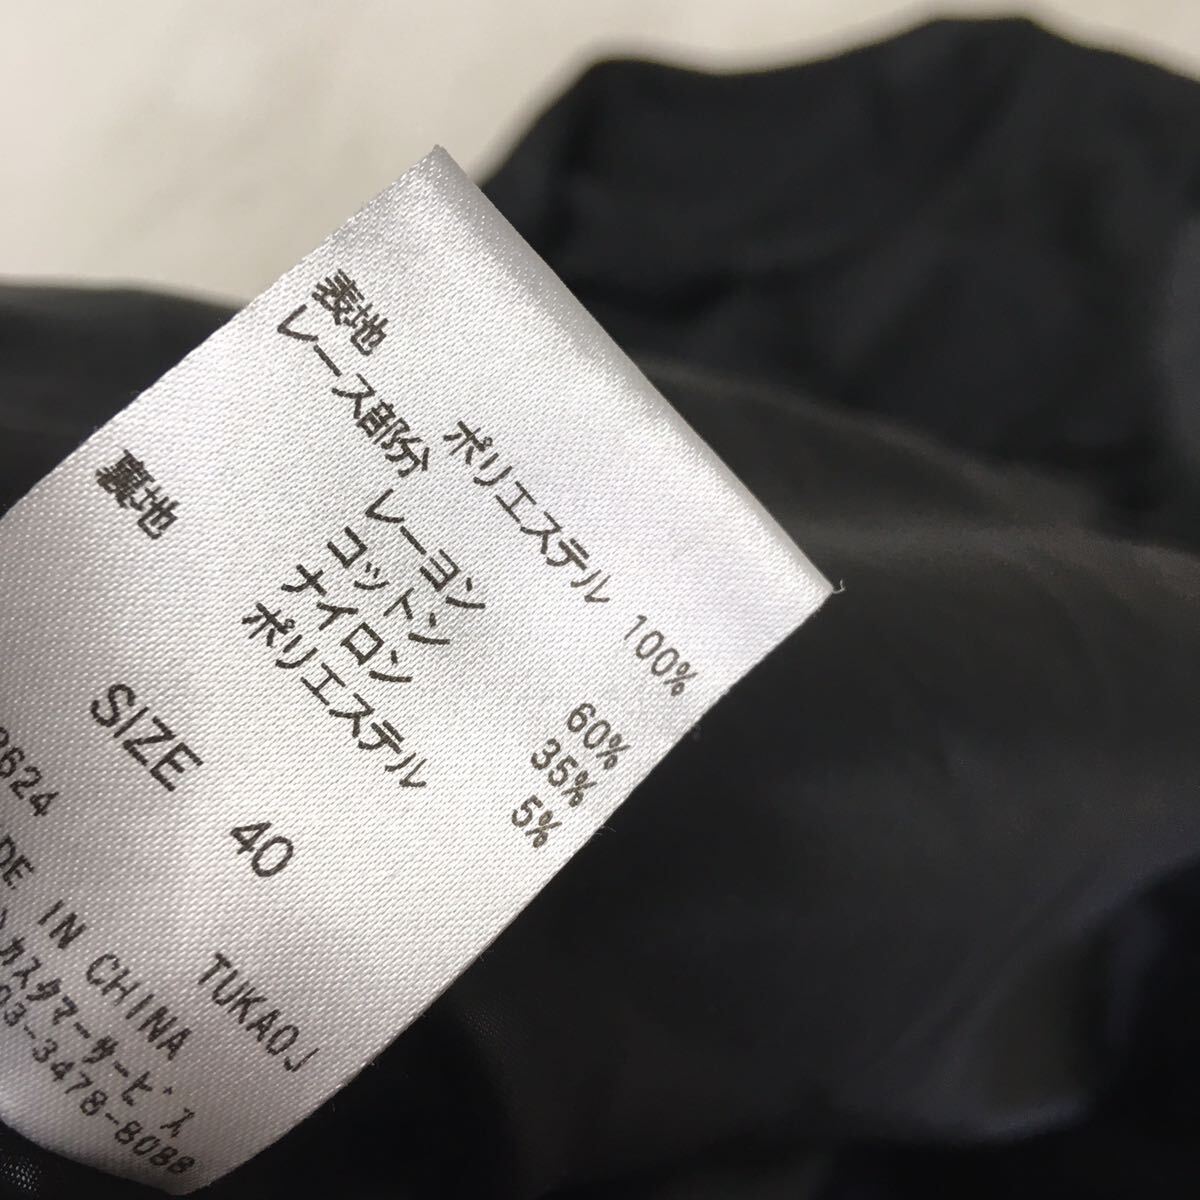 表地 ポリエステル 100%
レース部分 レーヨン 60%
コットン 35%
ナイロン 5%
裏地 ポリエステル
SIZE 40
8624 TUKAOJ
DE IN CHINA
カスタマーサービス
03-3478-8088